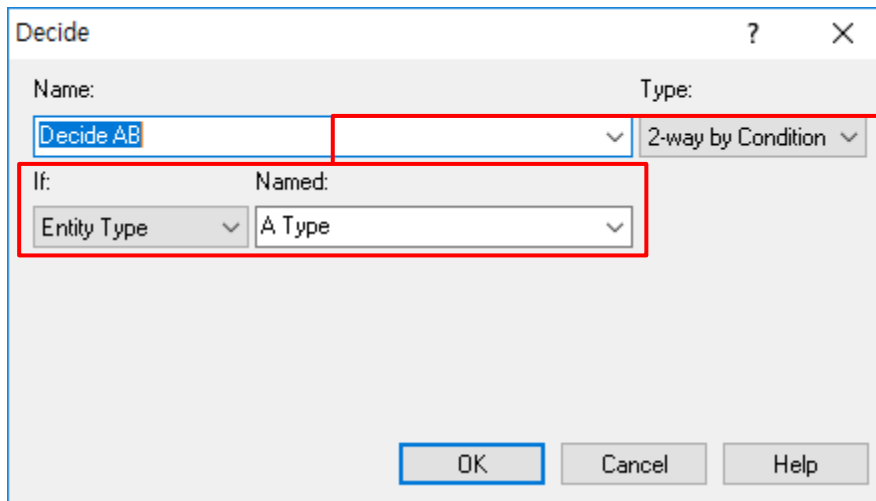 Decide ?
Name: Type:
Decide AB 2-way by Condition
If: Named:
Entity Type A Type
OK Cancel Help